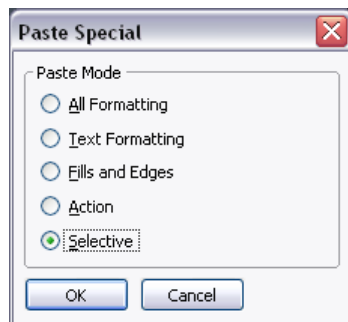 Paste Special
Paste Mode
All Formatting
Text Formatting
Fills and Edges
Action
Selective
OK Cancel